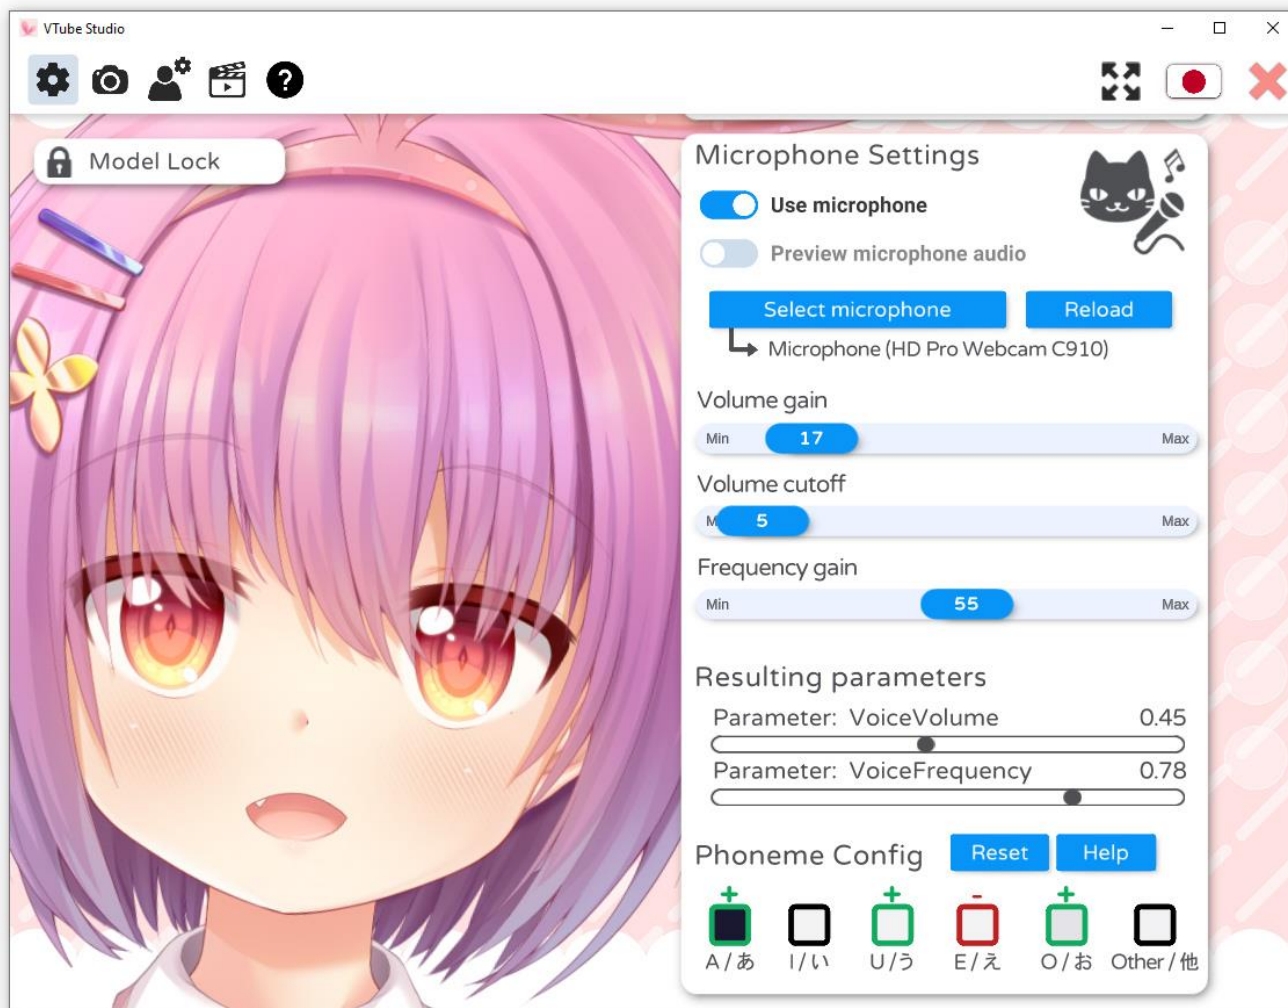 VTube Studio
Model Lock
Microphone Settings
Use microphone
Preview microphone audio
Select microphone
Reload
Microphone (HD Pro Webcam C910)
Volume gain
Min
17
Max
Volume cutoff
M
5
Max
Frequency gain
Min
55
Max
Resulting parameters
Parameter: VoiceVolume 0.45
Parameter: VoiceFrequency 0.78
Phoneme Config
Reset
Help
+ + - +
A/あ I/い U/う E/え O/お Other/他